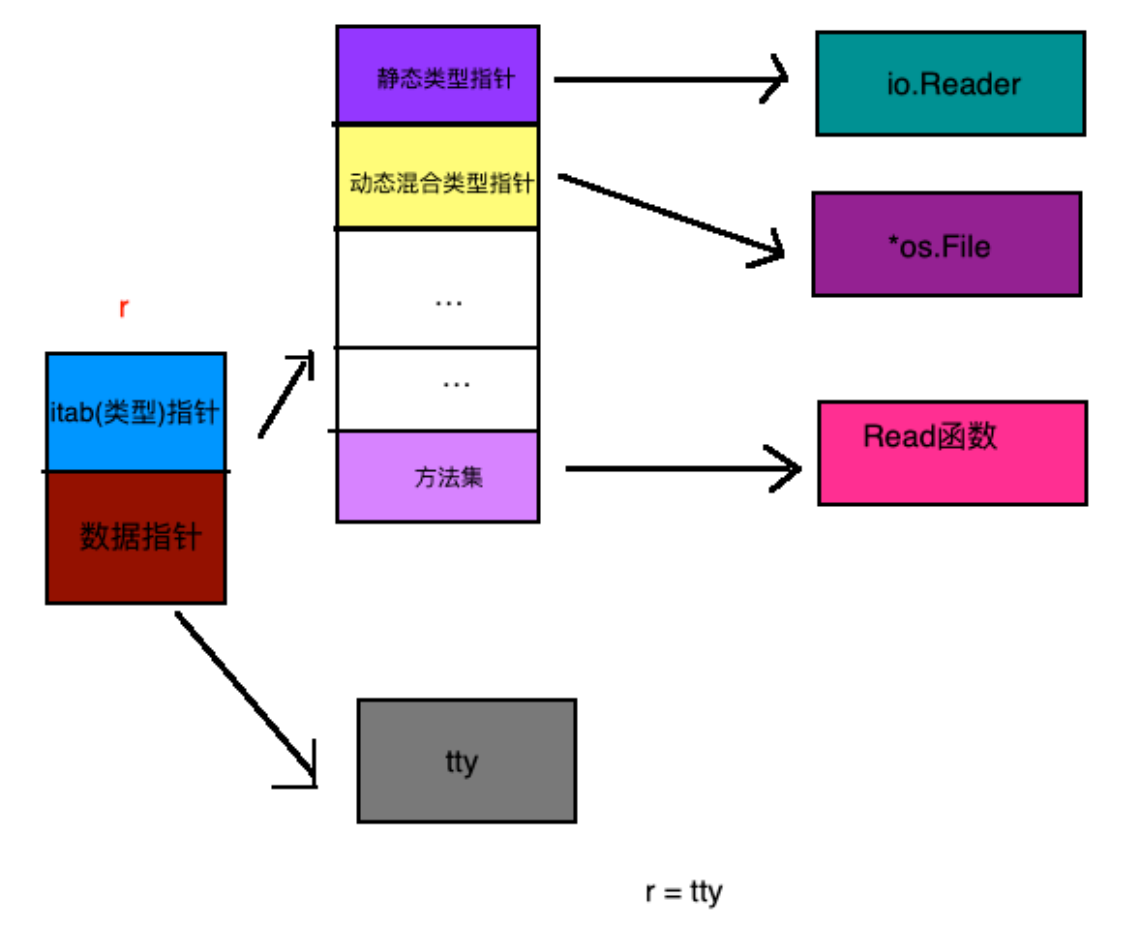 静态类型指针
io.Reader
动态混合类型指针
*os.File
r
...
itab(类型)指针
...
Read函数
方法集
数据指针
tty
r = tty